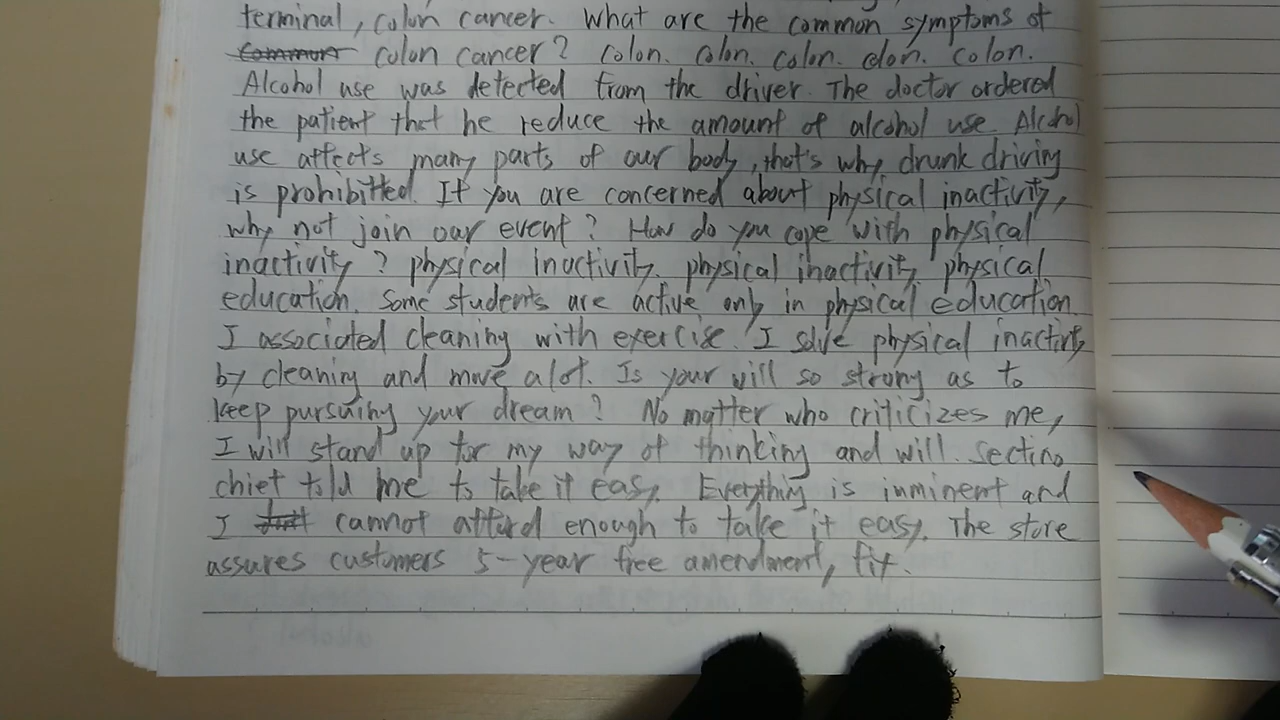 terminal, colon cancer. What are the common symptoms of
common colon cancer? colon. colon. colon. colon. colon.
Alcohol use was detected from the driver. The doctor ordered
the patient that he reduce the amount of alcohol use. Alcohol
use affects many parts of our body, that's why drunk driving
is prohibitted. If you are concerned about physical inactivity,
why not join our event? How do you cope with physical
inactivity? physical inactivity. physical inactivity physical
education. Some students are active only in physical education.
I associated cleaning with exercise. I solve physical inactivity
by cleaning and move alot. Is your will so strong as to
keep pursuing your dream? No matter who criticizes me,
I will stand up for my way of thinking and will. Sectino
chief told me to take it easy. Everything is imminent and
I cannot afford enough to take it easy. The store
assures customers 5-year free amendment, fix.